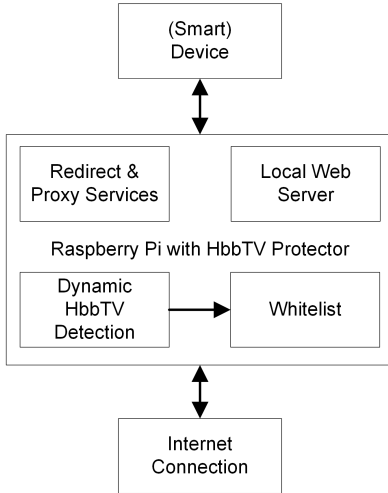 (Smart)
Device
Redirect &
Proxy Services
Local Web
Server
Raspberry Pi with HbbTV Protector
Dynamic
HbbTV
Detection
Whitelist
Internet
Connection